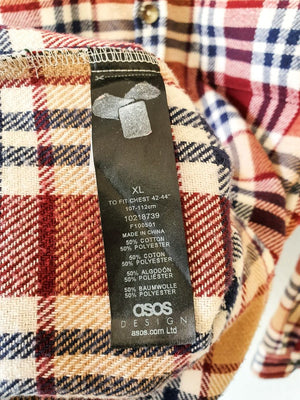 XL
TO FIT CHEST 42-44"
107-112cm
10218739
F100501
MADE IN CHINA
50% COTTON
50% POLYESTER
50% COTON
50% POLYESTER
50% ALGODÓN
50% POLIÉSTER
50% BAUMWOLLE
50% POLYESTER
asos
DESIGN
asos.com Ltd